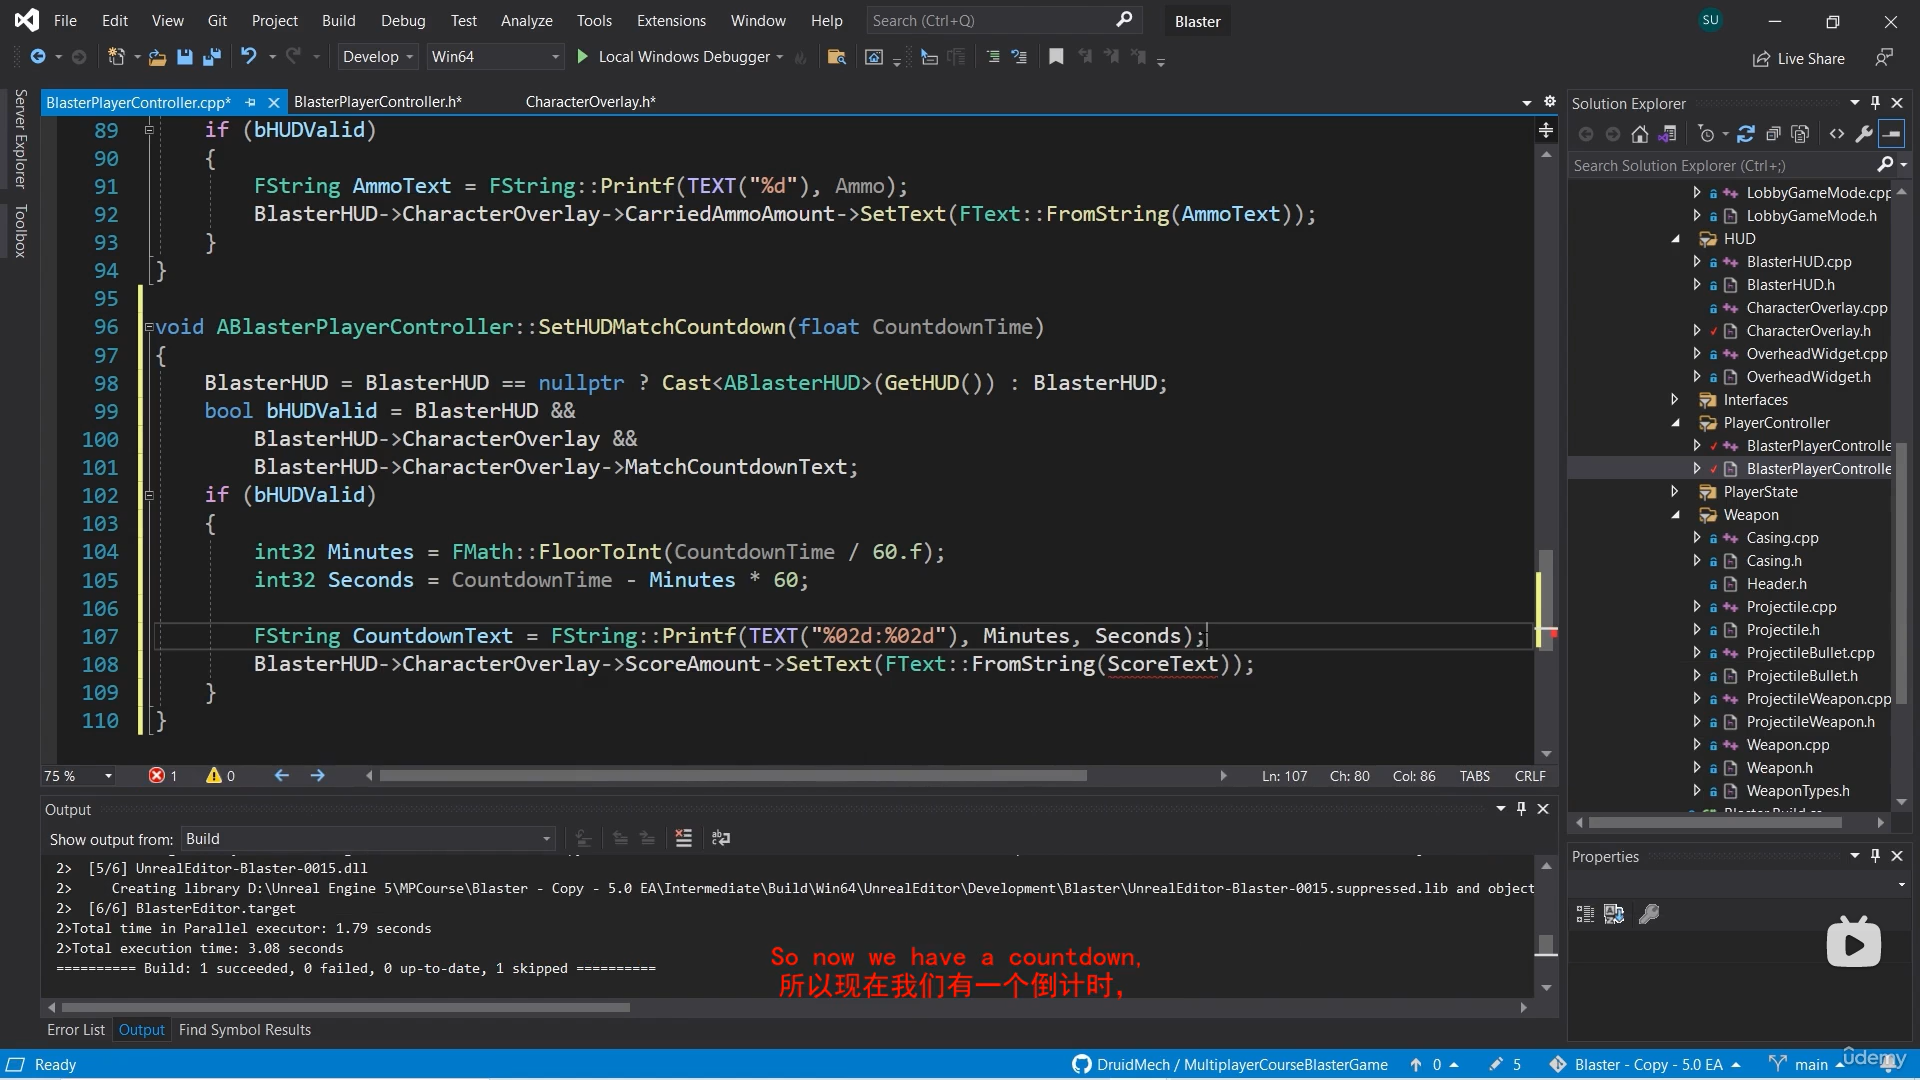 File Edit View Git Project Build Debug Test Analyze Tools Extensions Window Help Search (Ctrl+Q) Blaster SU
Develop Win64 Local Windows Debugger Live Share
Server Explorer
Toolbox
BlasterPlayerController.cpp* BlasterPlayerController.h* CharacterOverlay.h*
89 if (bHUDValid)
90 {
91 FString AmmoText = FString::Printf(TEXT("%d"), Ammo);
92 BlasterHUD->CharacterOverlay->CarriedAmmoAmount->SetText(FText::FromString(AmmoText));
93 }
94 }
95
96 void ABlasterPlayerController::SetHUDMatchCountdown(float CountdownTime)
97 {
98 BlasterHUD = BlasterHUD == nullptr ? Cast<ABlasterHUD>(GetHUD()) : BlasterHUD;
99 bool bHUDValid = BlasterHUD &&
100 BlasterHUD->CharacterOverlay &&
101 BlasterHUD->CharacterOverlay->MatchCountdownText;
102 if (bHUDValid)
103 {
104 int32 Minutes = FMath::FloorToInt(CountdownTime / 60.f);
105 int32 Seconds = CountdownTime - Minutes * 60;
106
107 FString CountdownText = FString::Printf(TEXT("%02d:%02d"), Minutes, Seconds);
108 BlasterHUD->CharacterOverlay->ScoreAmount->SetText(FText::FromString(ScoreText));
109 }
110 }
75 % 1 0 Ln: 107 Ch: 80 Col: 86 TABS CRLF
Output
Show output from: Build
2> [5/6] UnrealEditor-Blaster-0015.dll
2> Creating library D:\Unreal Engine 5\MPCourse\Blaster - Copy - 5.0 EA\Intermediate\Build\Win64\UnrealEditor\Development\Blaster\UnrealEditor-Blaster-0015.suppressed.lib and object
2> [6/6] BlasterEditor.target
2>Total time in Parallel executor: 1.79 seconds
2>Total execution time: 3.08 seconds
========== Build: 1 succeeded, 0 failed, 0 up-to-date, 1 skipped ==========
So now we have a countdown,
所以现在我们有一个倒计时，
Error List Output Find Symbol Results
Solution Explorer
Search Solution Explorer (Ctrl+;)
LobbyGameMode.cpp
LobbyGameMode.h
HUD
BlasterHUD.cpp
BlasterHUD.h
CharacterOverlay.cpp
CharacterOverlay.h
OverheadWidget.cpp
OverheadWidget.h
Interfaces
PlayerController
BlasterPlayerControlle
BlasterPlayerControlle
PlayerState
Weapon
Casing.cpp
Casing.h
Header.h
Projectile.cpp
Projectile.h
ProjectileBullet.cpp
ProjectileBullet.h
ProjectileWeapon.cpp
ProjectileWeapon.h
Weapon.cpp
Weapon.h
WeaponTypes.h
Properties
Ready DruidMech / MultiplayerCourseBlasterGame 0 5 Blaster - Copy - 5.0 EA main
ûdemy